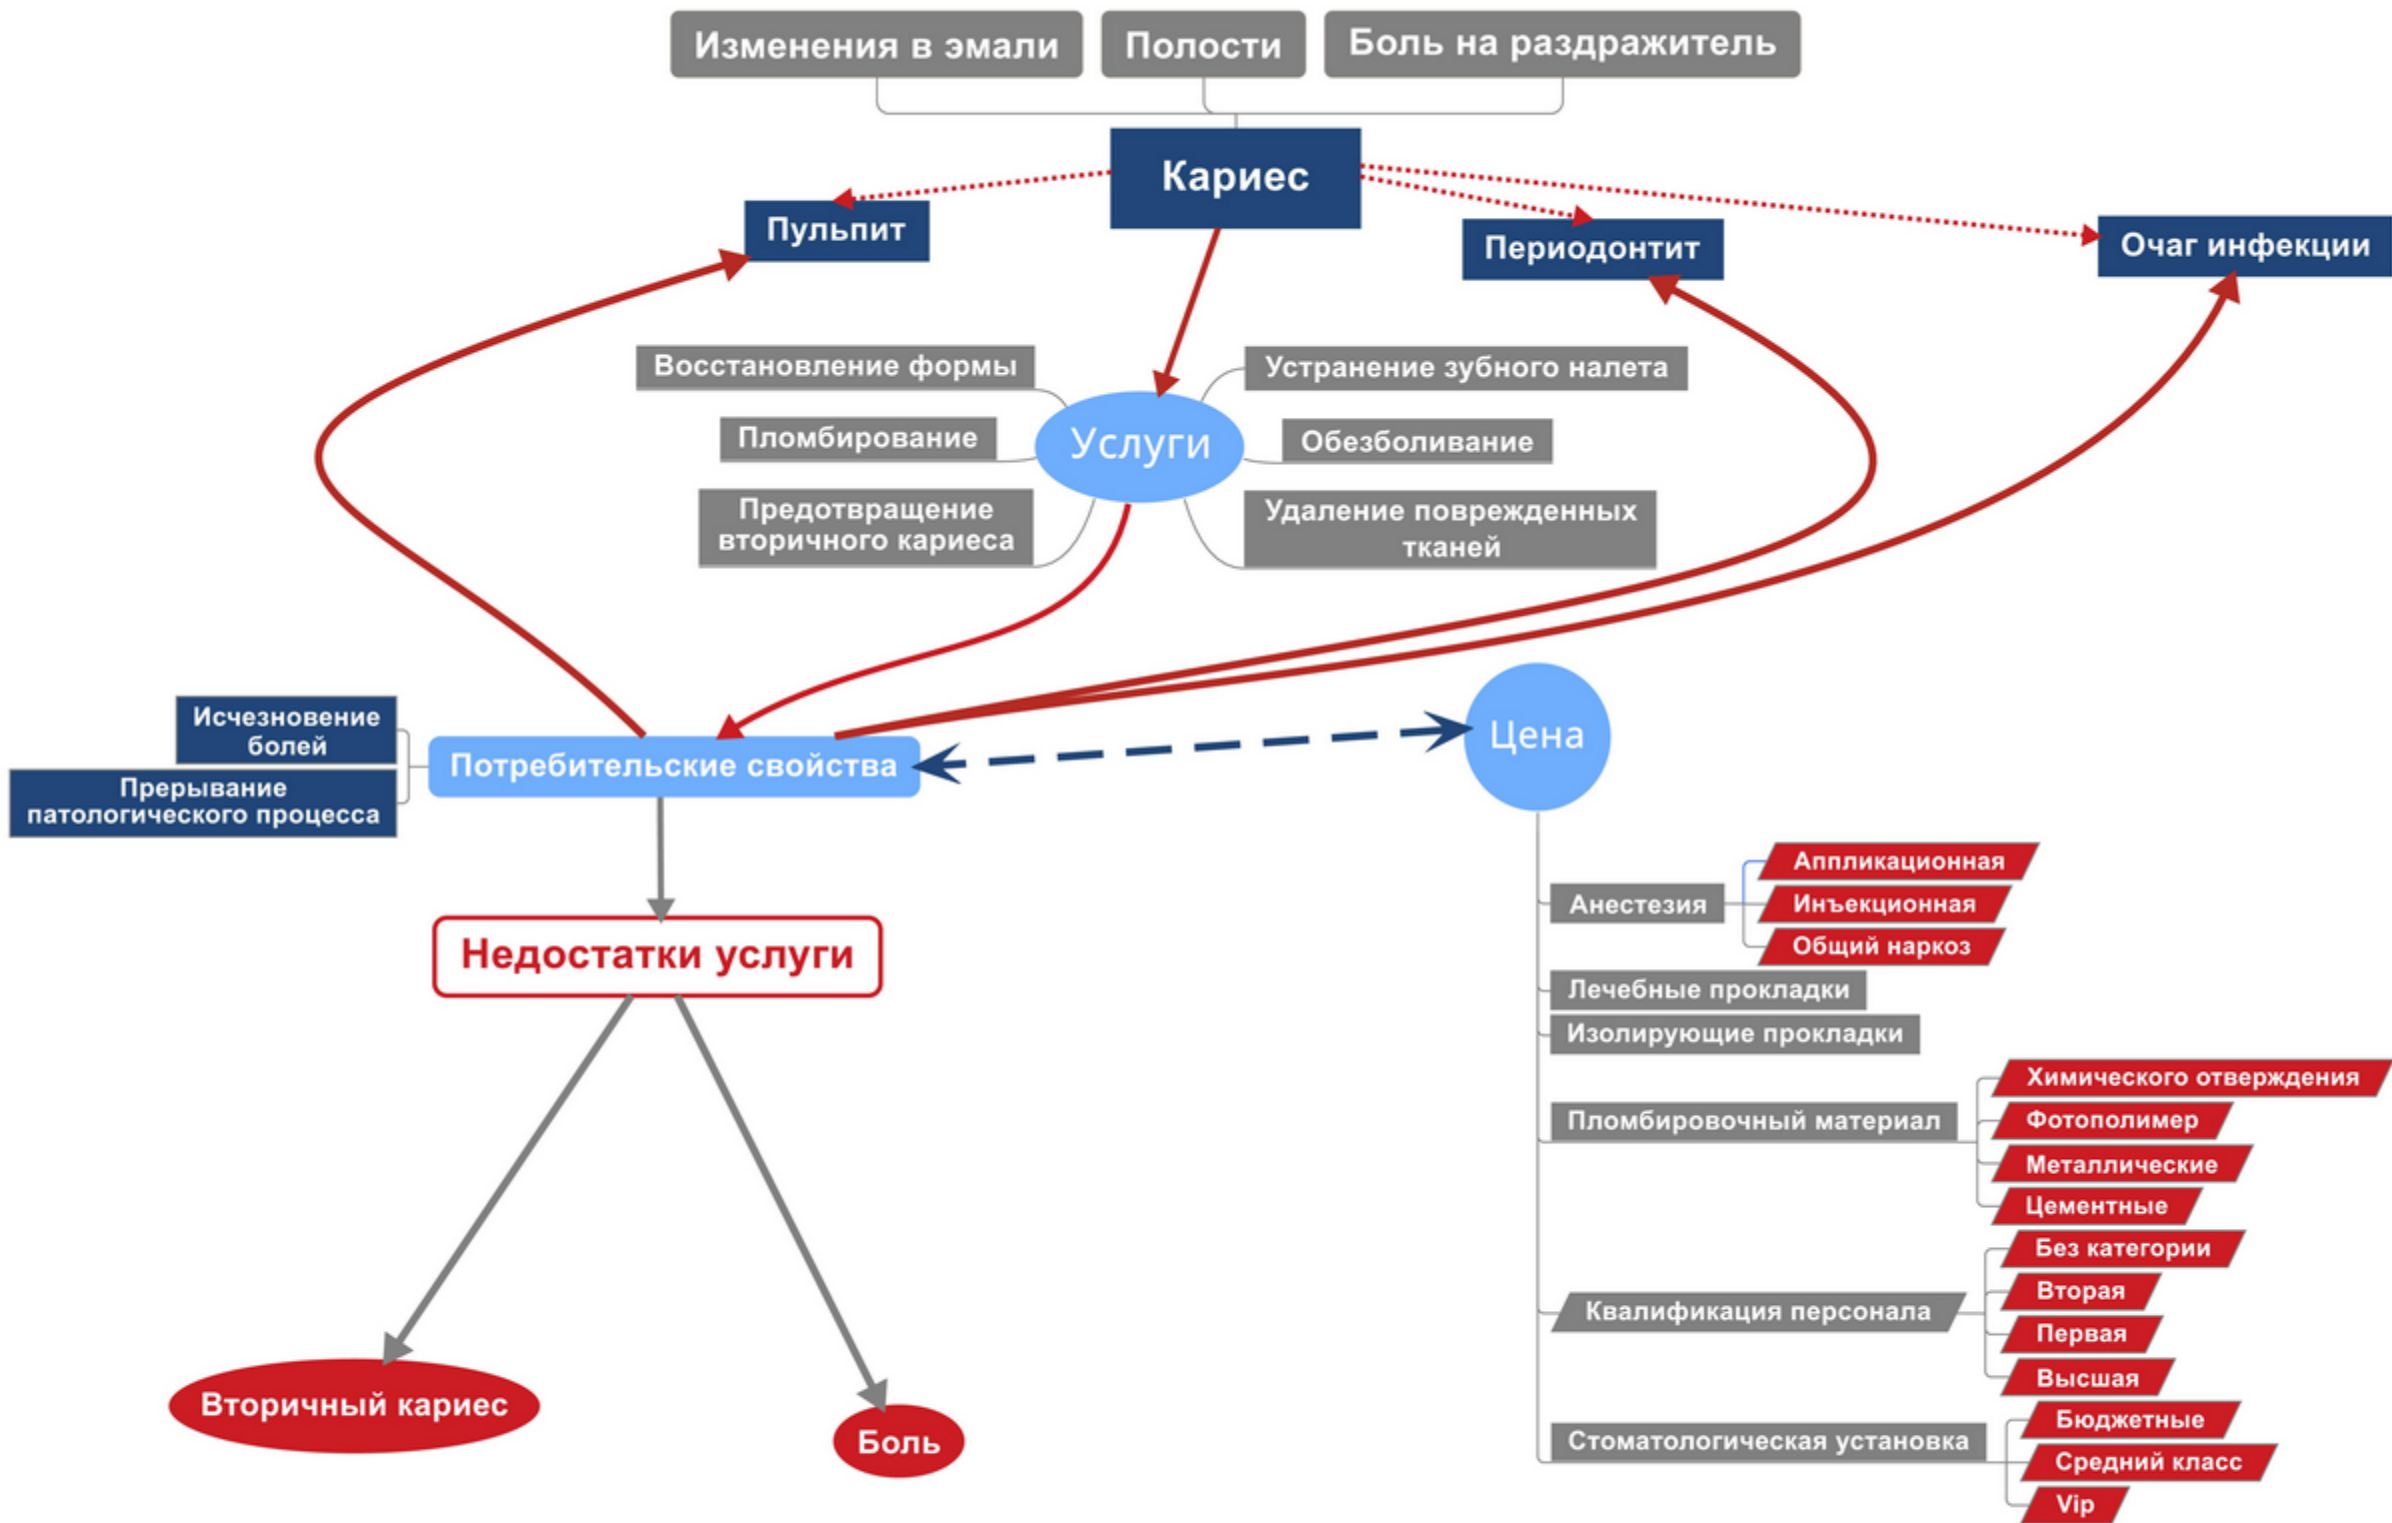 Изменения в эмали
Полости
Боль на раздражитель
Кариес
Пульпит
Периодонтит
Очаг инфекции
Восстановление формы
Устранение зубного налета
Пломбирование
Услуги
Обезболивание
Предотвращение
вторичного кариеса
Удаление поврежденных
тканей
Исчезновение
болей
Прерывание
патологического процесса
Потребительские свойства
Цена
Недостатки услуги
Вторичный кариес
Боль
Анестезия
Аппликационная
Инъекционная
Общий наркоз
Лечебные прокладки
Изолирующие прокладки
Пломбировочный материал
Химического отверждения
Фотополимер
Металлические
Цементные
Квалификация персонала
Без категории
Вторая
Первая
Высшая
Стоматологическая установка
Бюджетные
Средний класс
Vip